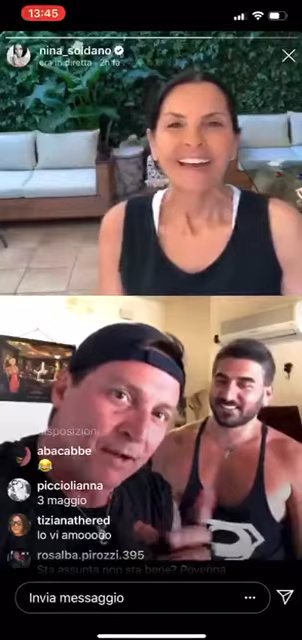 13:45
nina_soldano
era in diretta · 2h fa
disposizioni
abacabbe
😂
picciolianna
3 maggio
tizianathered
Io vi amooogo
rosalba.pirozzi.395
Sta assunta non sta bene? Poverina
Invia messaggio